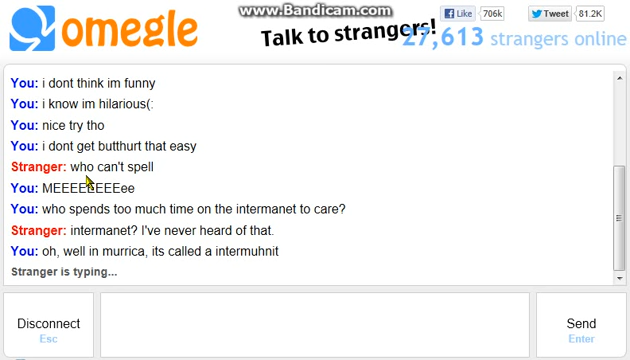 www.Bandicam.com
Like 706k Tweet 81.2K
omegle Talk to strangers! 27,613 strangers online
You: i dont think im funny
You: i know im hilarious(:
You: nice try tho
You: i dont get butthurt that easy
Stranger: who can't spell
You: MEEEEEEEEee
You: who spends too much time on the intermanet to care?
Stranger: intermanet? I've never heard of that.
You: oh, well in murrica, its called a intermuhnit
Stranger is typing...
Disconnect Send
Esc Enter